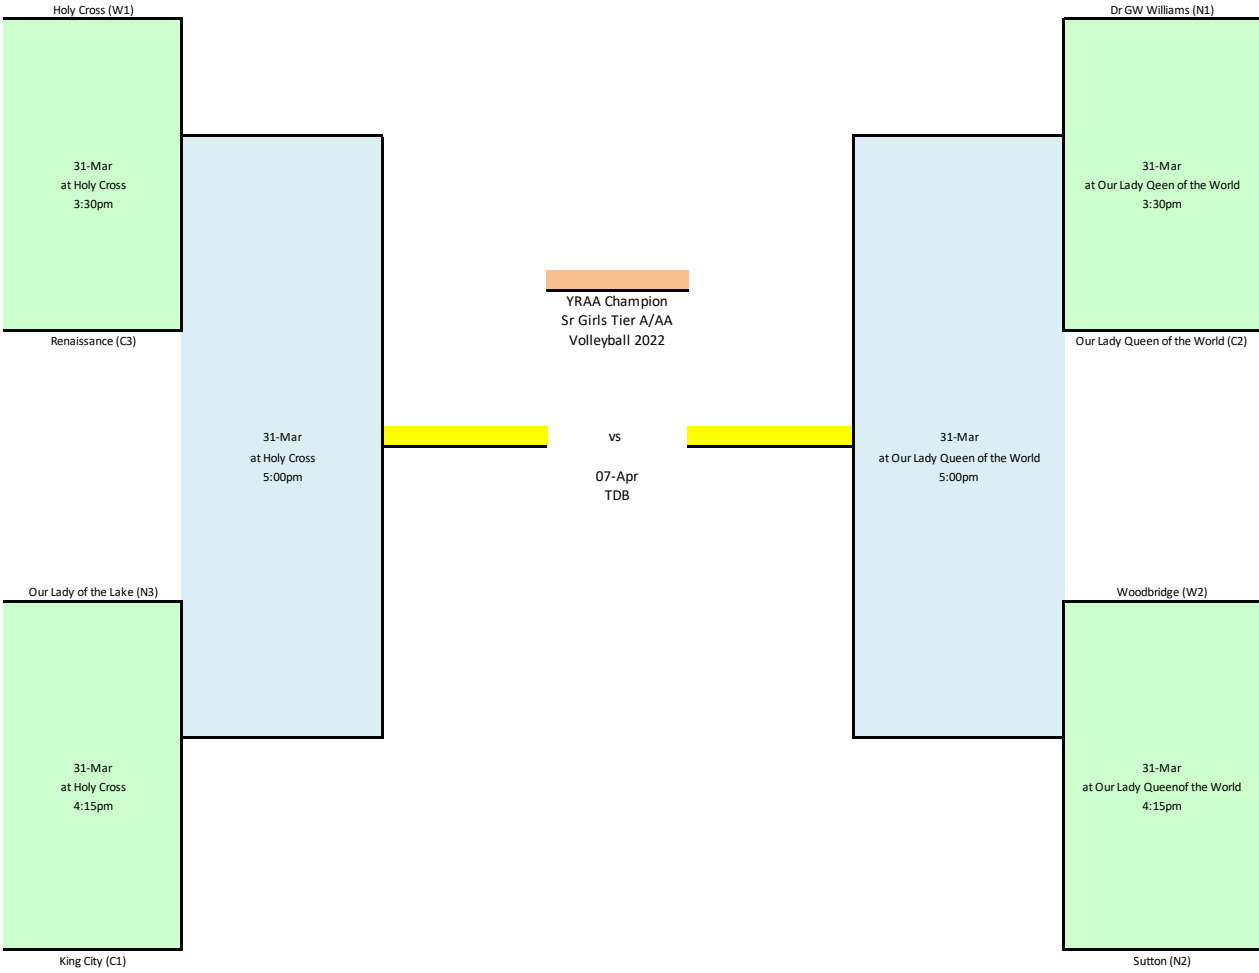 Holy Cross (W1)
Dr GW Williams (N1)
31-Mar
at Holy Cross
3:30pm
31-Mar
at Our Lady Qeen of the World
3:30pm
YRAA Champion
Sr Girls Tier A/AA
Volleyball 2022
Renaissance (C3)
Our Lady Queen of the World (C2)
31-Mar
at Holy Cross
5:00pm
vs
07-Apr
TDB
31-Mar
at Our Lady Queen of the World
5:00pm
Our Lady of the Lake (N3)
Woodbridge (W2)
31-Mar
at Holy Cross
4:15pm
31-Mar
at Our Lady Queenof the World
4:15pm
King City (C1)
Sutton (N2)